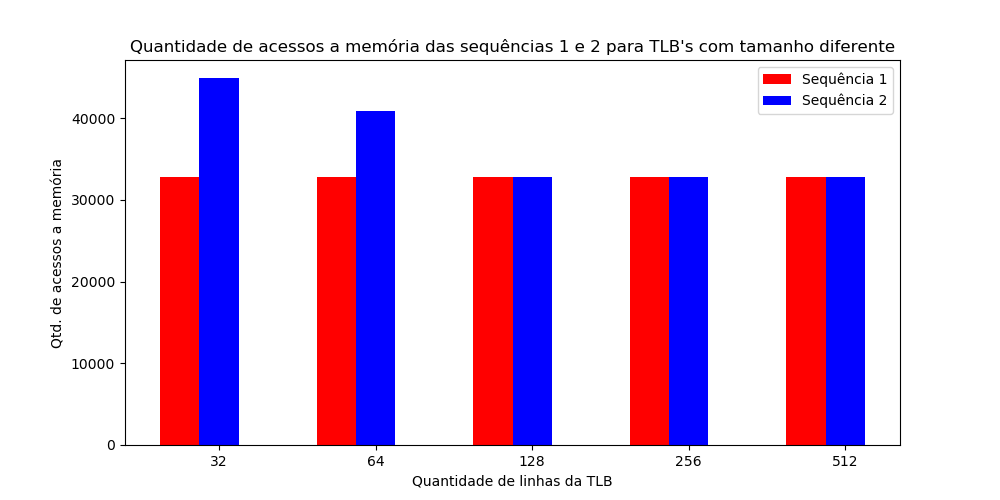 Quantidade de acessos a memória das sequências 1 e 2 para TLB's com tamanho diferente
Sequência 1
Sequência 2
Qtd. de acessos a memória
40000
30000
20000
10000
0
32 64 128 256 512
Quantidade de linhas da TLB